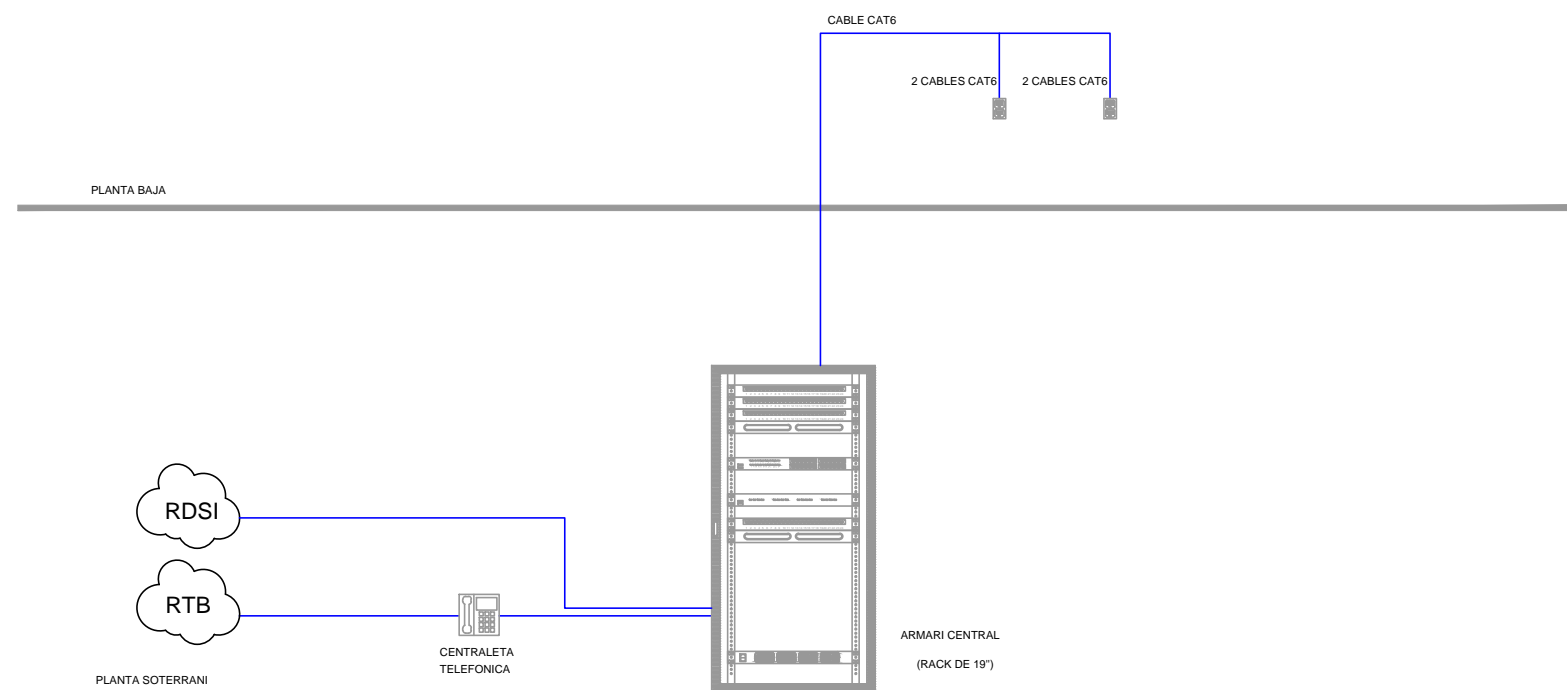 CABLE CAT6
2 CABLES CAT6
2 CABLES CAT6
PLANTA BAJA
RDSI
RTB
CENTRALETA
TELEFONICA
ARMARI CENTRAL
(RACK DE 19")
PLANTA SOTERRANI